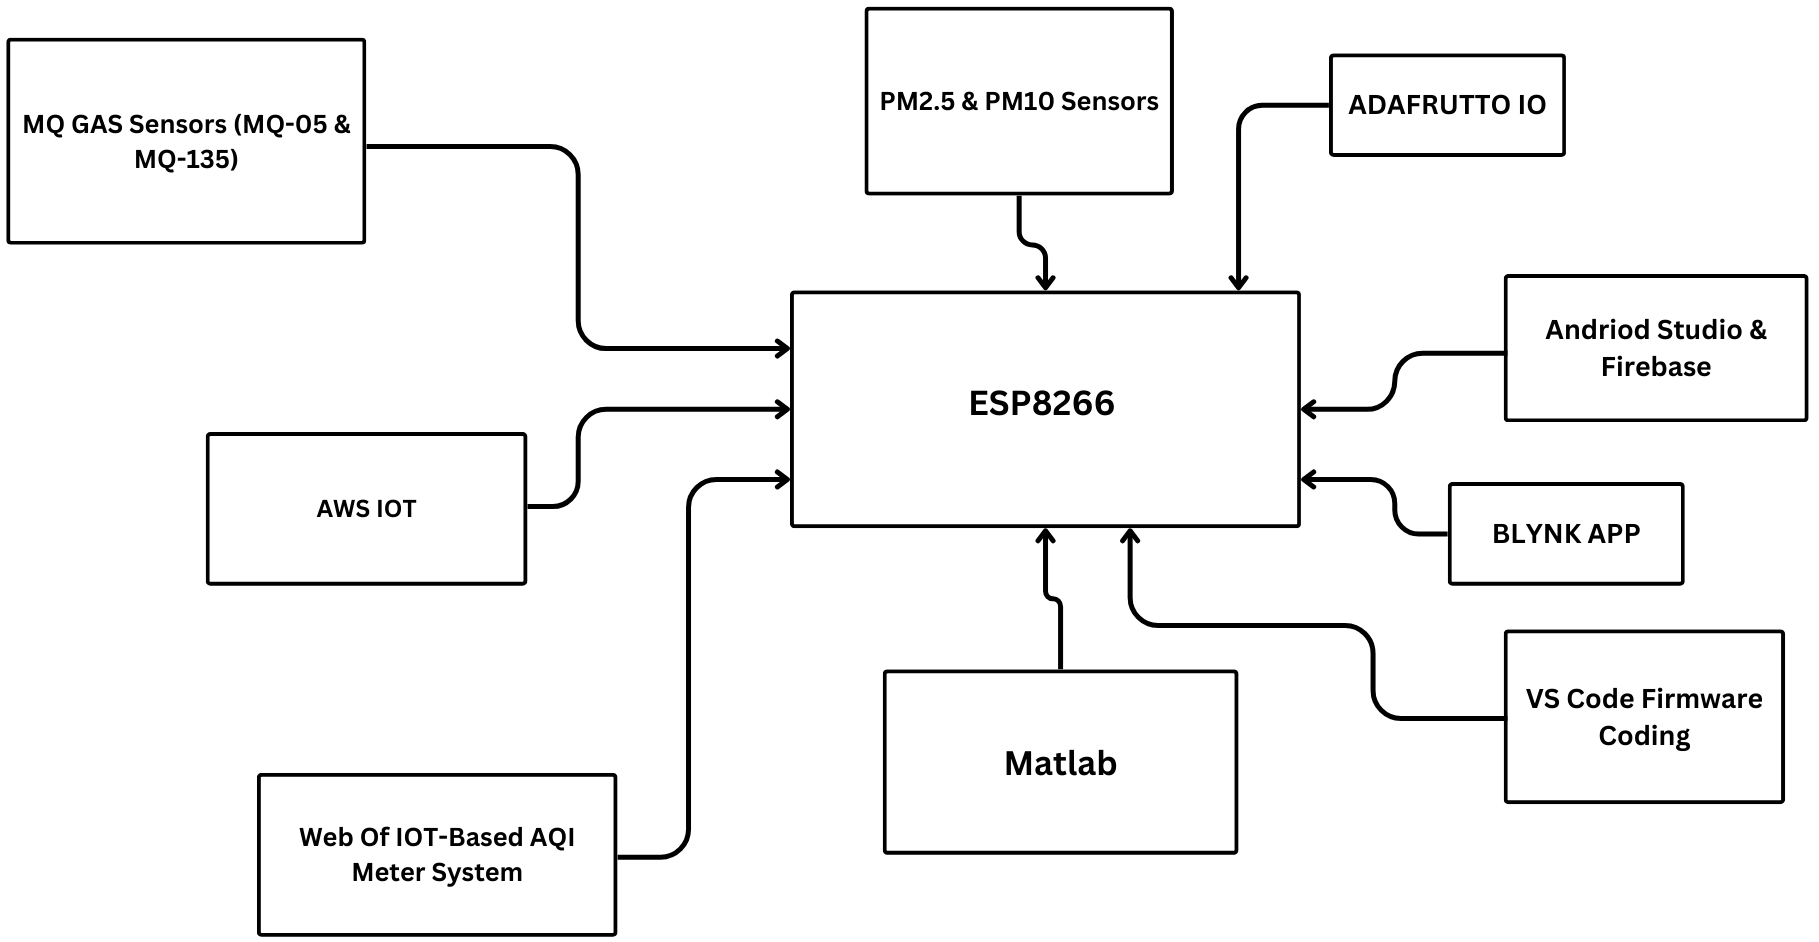 PM2.5 & PM10 Sensors
ADAFRUTTO IO
MQ GAS Sensors (MQ-05 &
MQ-135)
Andriod Studio &
Firebase
ESP8266
AWS IOT
BLYNK APP
VS Code Firmware
Coding
Matlab
Web Of IOT-Based AQI
Meter System